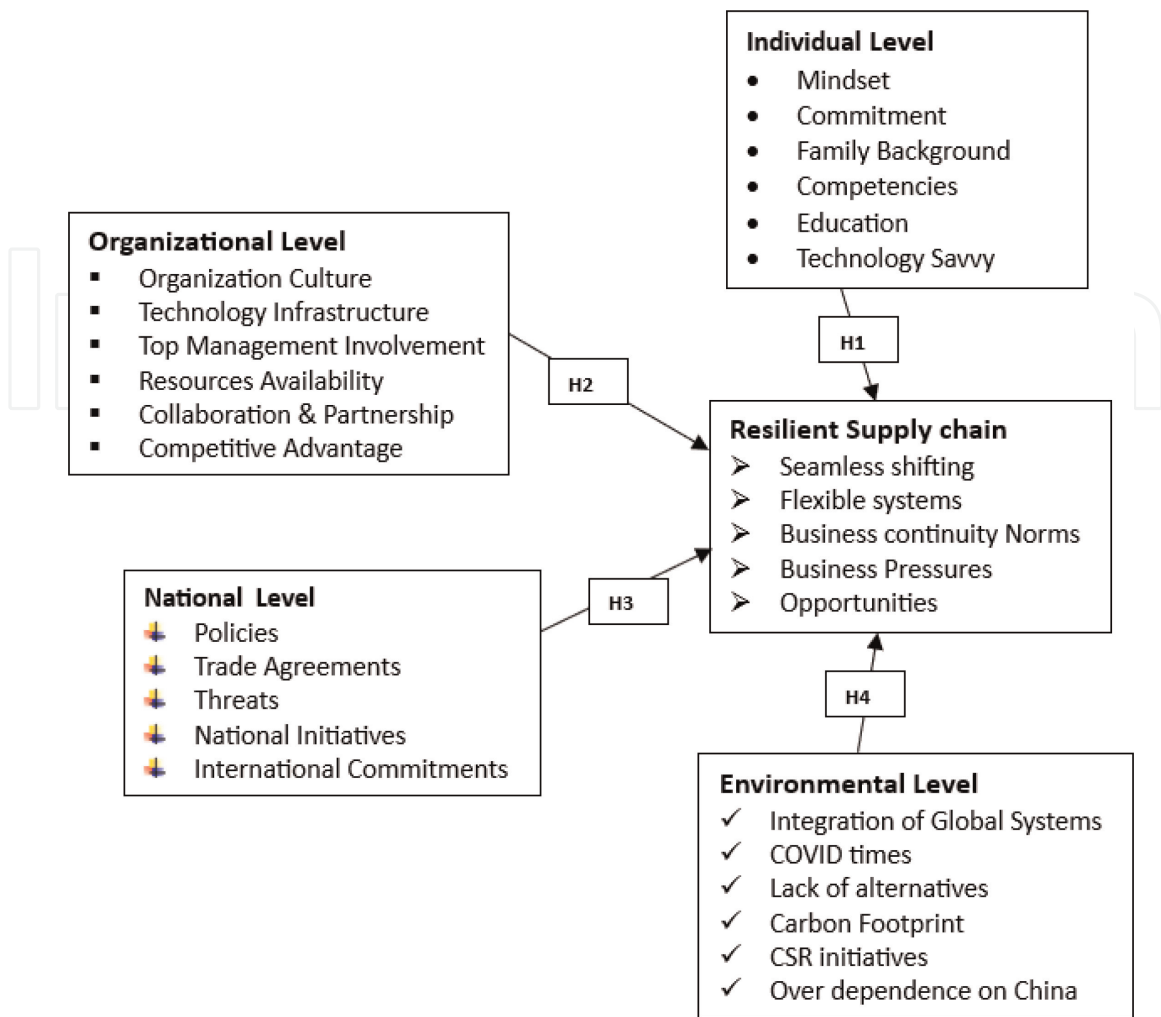 Individual Level
Mindset
Commitment
Family Background
Competencies
Education
Technology Savvy
Organizational Level
Organization Culture
Technology Infrastructure
Top Management Involvement
Resources Availability
Collaboration & Partnership
Competitive Advantage
H1
H2
Resilient Supply chain
Seamless shifting
Flexible systems
Business continuity Norms
Business Pressures
Opportunities
National Level
Policies
Trade Agreements
Threats
National Initiatives
International Commitments
H3
H4
Environmental Level
Integration of Global Systems
COVID times
Lack of alternatives
Carbon Footprint
CSR initiatives
Over dependence on China